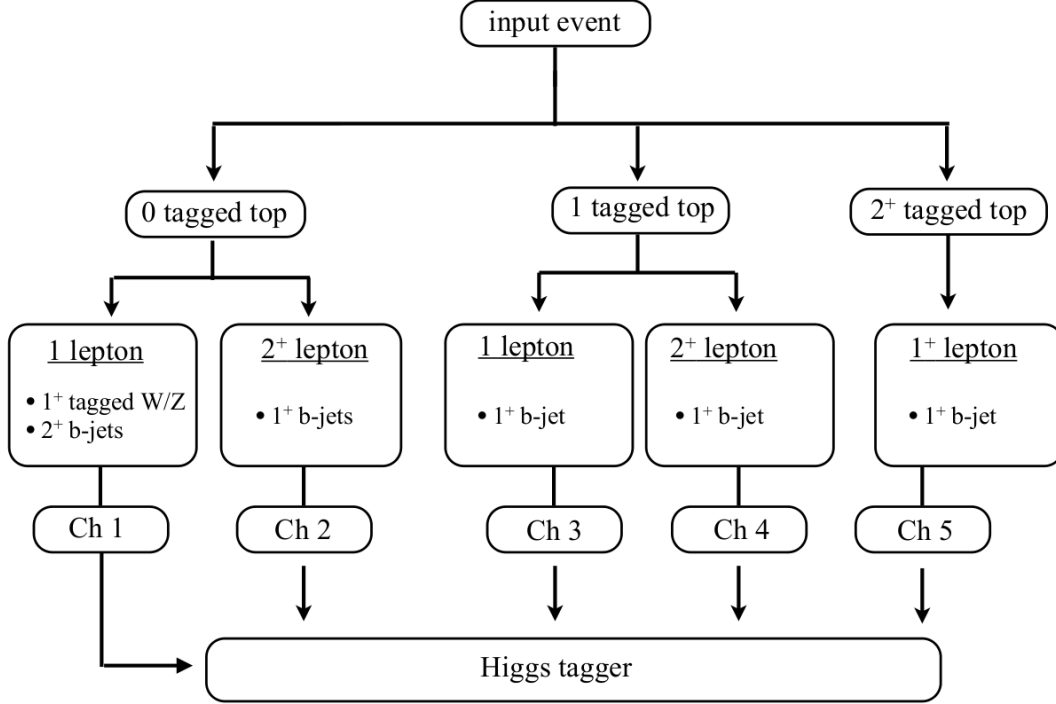 input event
0 tagged top
1 tagged top
2⁺ tagged top
1 lepton
• 1⁺ tagged W/Z
• 2⁺ b-jets
2⁺ lepton
• 1⁺ b-jets
1 lepton
• 1⁺ b-jet
2⁺ lepton
• 1⁺ b-jet
1⁺ lepton
• 1⁺ b-jet
Ch 1
Ch 2
Ch 3
Ch 4
Ch 5
Higgs tagger